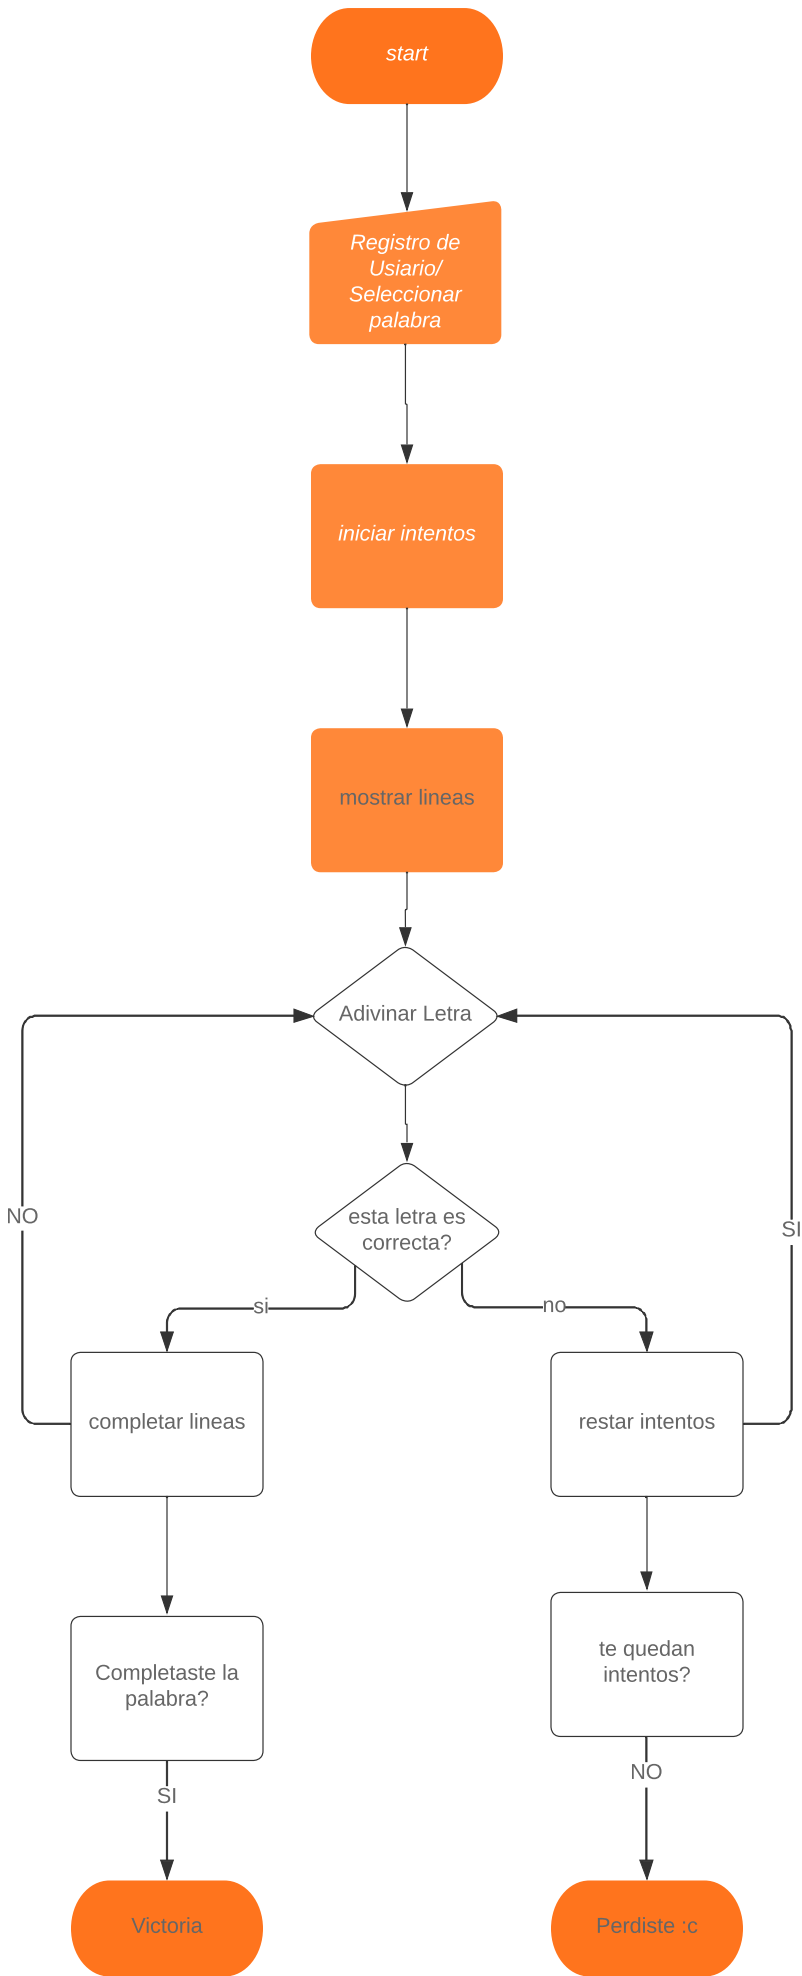 start
Registro de
Usiario/
Seleccionar
palabra
iniciar intentos
mostrar lineas
Adivinar Letra
esta letra es
correcta?
NO
SI
si
no
completar lineas
restar intentos
Completaste la
palabra?
te quedan
intentos?
SI
NO
Victoria
Perdiste :c